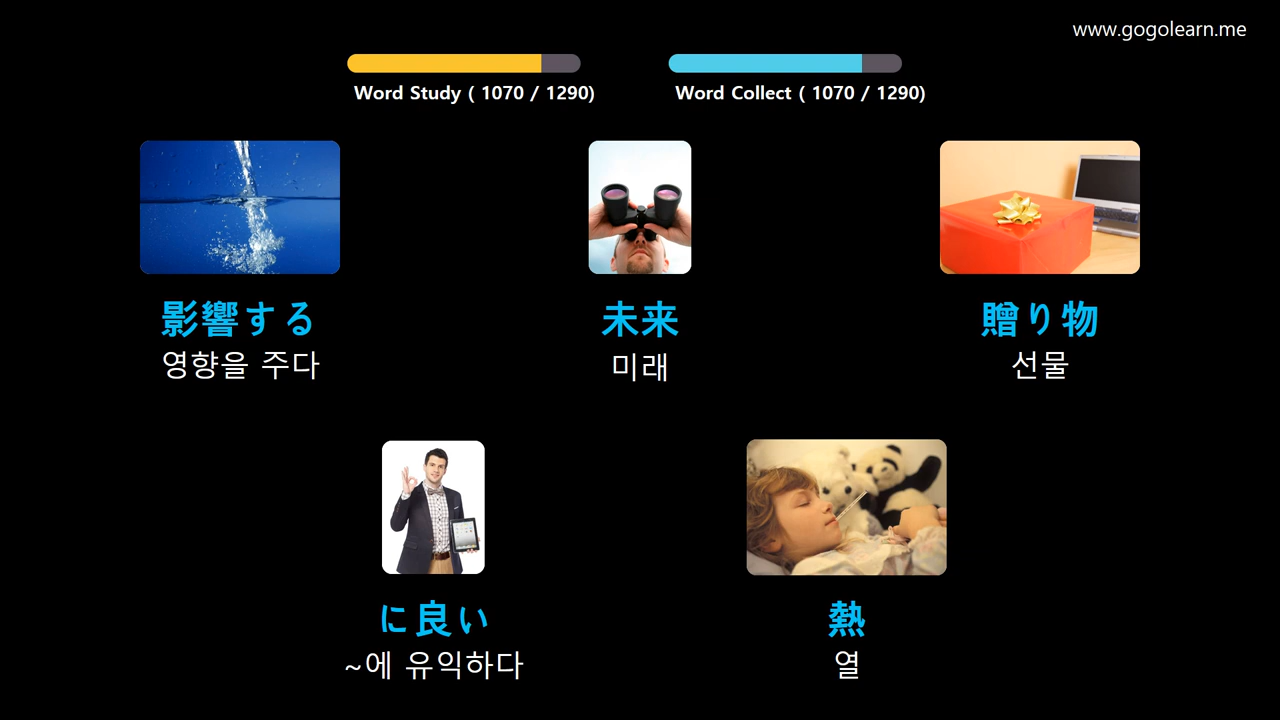 www.gogolearn.me
Word Study ( 1070 / 1290)
Word Collect ( 1070 / 1290)
影響する
영향을 주다
未来
미래
贈り物
선물
に良い
~에 유익하다
熱
열